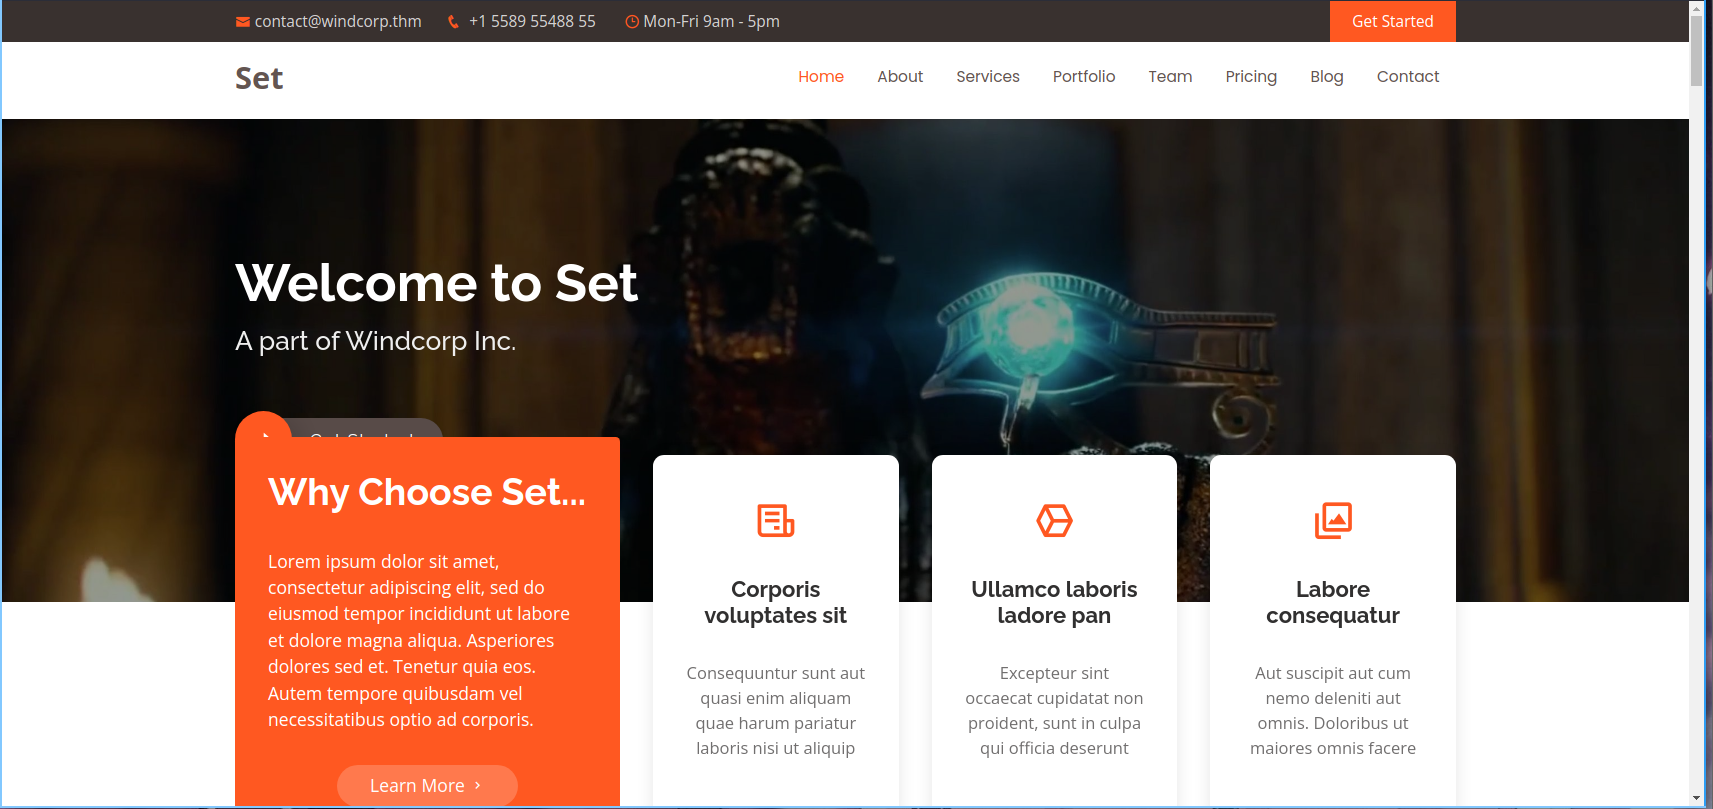 contact@windcorp.thm +1 5589 55488 55 Mon-Fri 9am - 5pm Get Started
Set Home About Services Portfolio Team Pricing Blog Contact
Welcome to Set
A part of Windcorp Inc.
Why Choose Set...
Lorem ipsum dolor sit amet,
consectetur adipiscing elit, sed do
eiusmod tempor incididunt ut labore
et dolore magna aliqua. Asperiores
dolores sed et. Tenetur quia eos.
Autem tempore quibusdam vel
necessitatibus optio ad corporis.
Learn More
Corporis
voluptates sit
Consequuntur sunt aut
quasi enim aliquam
quae harum pariatur
laboris nisi ut aliquip
Ullamco laboris
ladore pan
Excepteur sint
occaecat cupidatat non
proident, sunt in culpa
qui officia deserunt
Labore
consequatur
Aut suscipit aut cum
nemo deleniti aut
omnis. Doloribus ut
maiores omnis facere